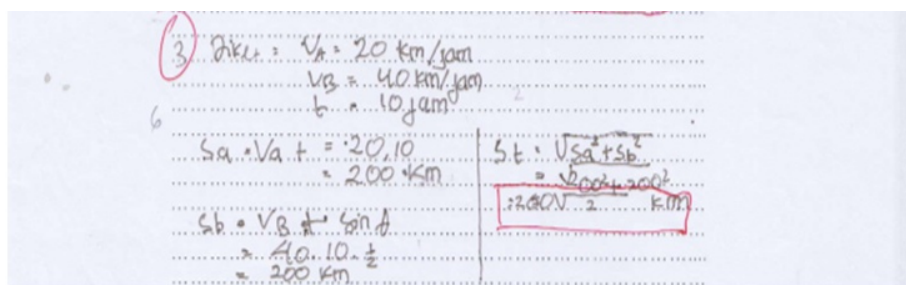 3 Diket : VA = 20 km/jam
VB = 40 km/jam
t = 10 jam
6
Sa = Va t = 20.10
= 200 km
Sb = VB t sin
= 40.10.½
= 200 km
St = √Sa²+Sb²
= √200²+200²
= 200√2 km